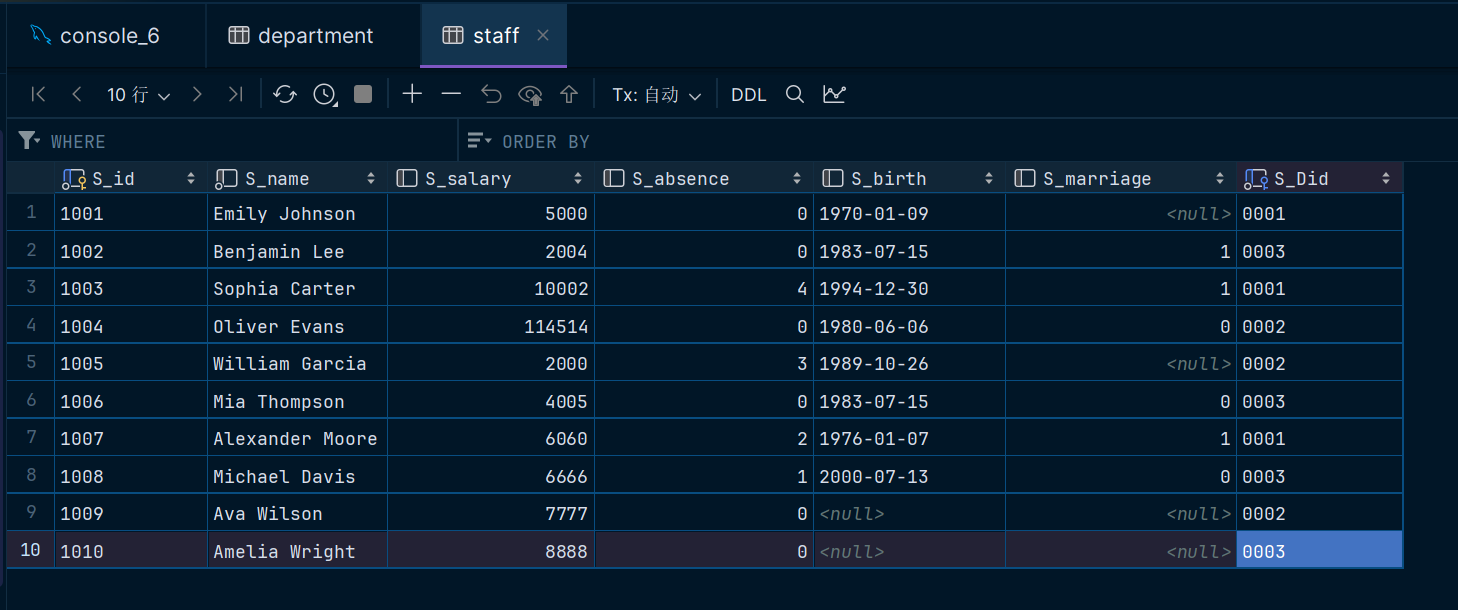 console_6 department staff
10 行 Tx: 自动 DDL
WHERE ORDER BY
S_id S_name S_salary S_absence S_birth S_marriage S_Did
1 1001 Emily Johnson 5000 0 1970-01-09 <null> 0001
2 1002 Benjamin Lee 2004 0 1983-07-15 1 0003
3 1003 Sophia Carter 10002 4 1994-12-30 1 0001
4 1004 Oliver Evans 114514 0 1980-06-06 0 0002
5 1005 William Garcia 2000 3 1989-10-26 <null> 0002
6 1006 Mia Thompson 4005 0 1983-07-15 0 0003
7 1007 Alexander Moore 6060 2 1976-01-07 1 0001
8 1008 Michael Davis 6666 1 2000-07-13 0 0003
9 1009 Ava Wilson 7777 0 <null> <null> 0002
10 1010 Amelia Wright 8888 0 <null> <null> 0003